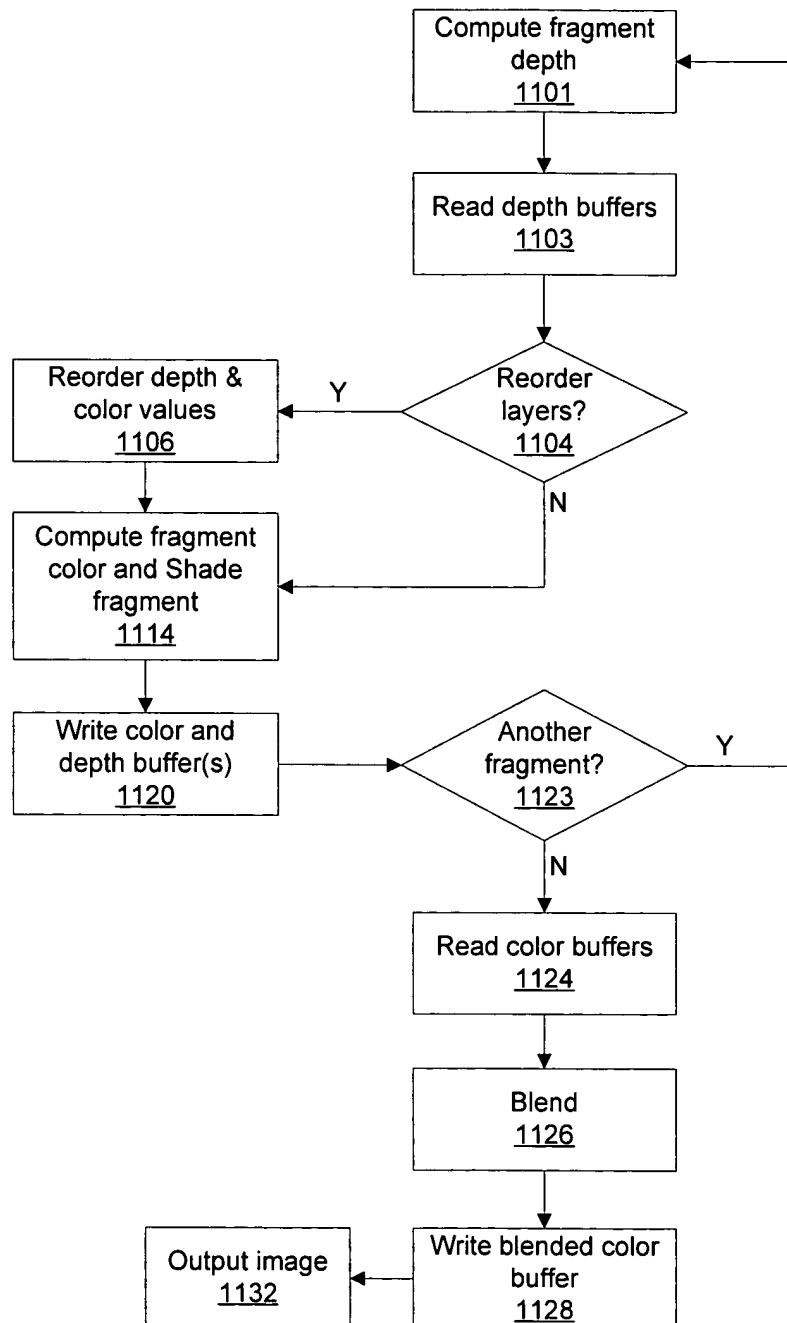 Compute fragment
depth
1101
Read depth buffers
1103
Reorder
layers?
1104
Y
N
Reorder depth &
color values
1106
Compute fragment
color and Shade
fragment
1114
Write color and
depth buffer(s)
1120
Another
fragment?
1123
Y
N
Read color buffers
1124
Blend
1126
Write blended color
buffer
1128
Output image
1132